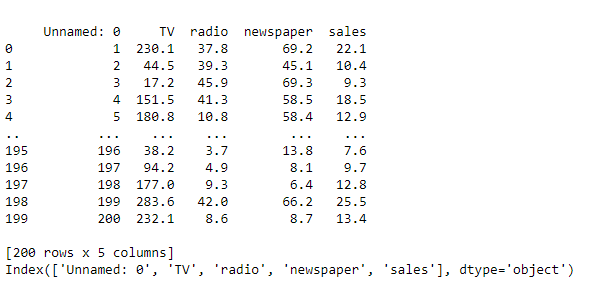 Unnamed: 0 TV radio newspaper sales
0 1 230.1 37.8 69.2 22.1
1 2 44.5 39.3 45.1 10.4
2 3 17.2 45.9 69.3 9.3
3 4 151.5 41.3 58.5 18.5
4 5 180.8 10.8 58.4 12.9
.. ... ... ... ... ...
195 196 38.2 3.7 13.8 7.6
196 197 94.2 4.9 8.1 9.7
197 198 177.0 9.3 6.4 12.8
198 199 283.6 42.0 66.2 25.5
199 200 232.1 8.6 8.7 13.4
[200 rows x 5 columns]
Index(['Unnamed: 0', 'TV', 'radio', 'newspaper', 'sales'], dtype='object')